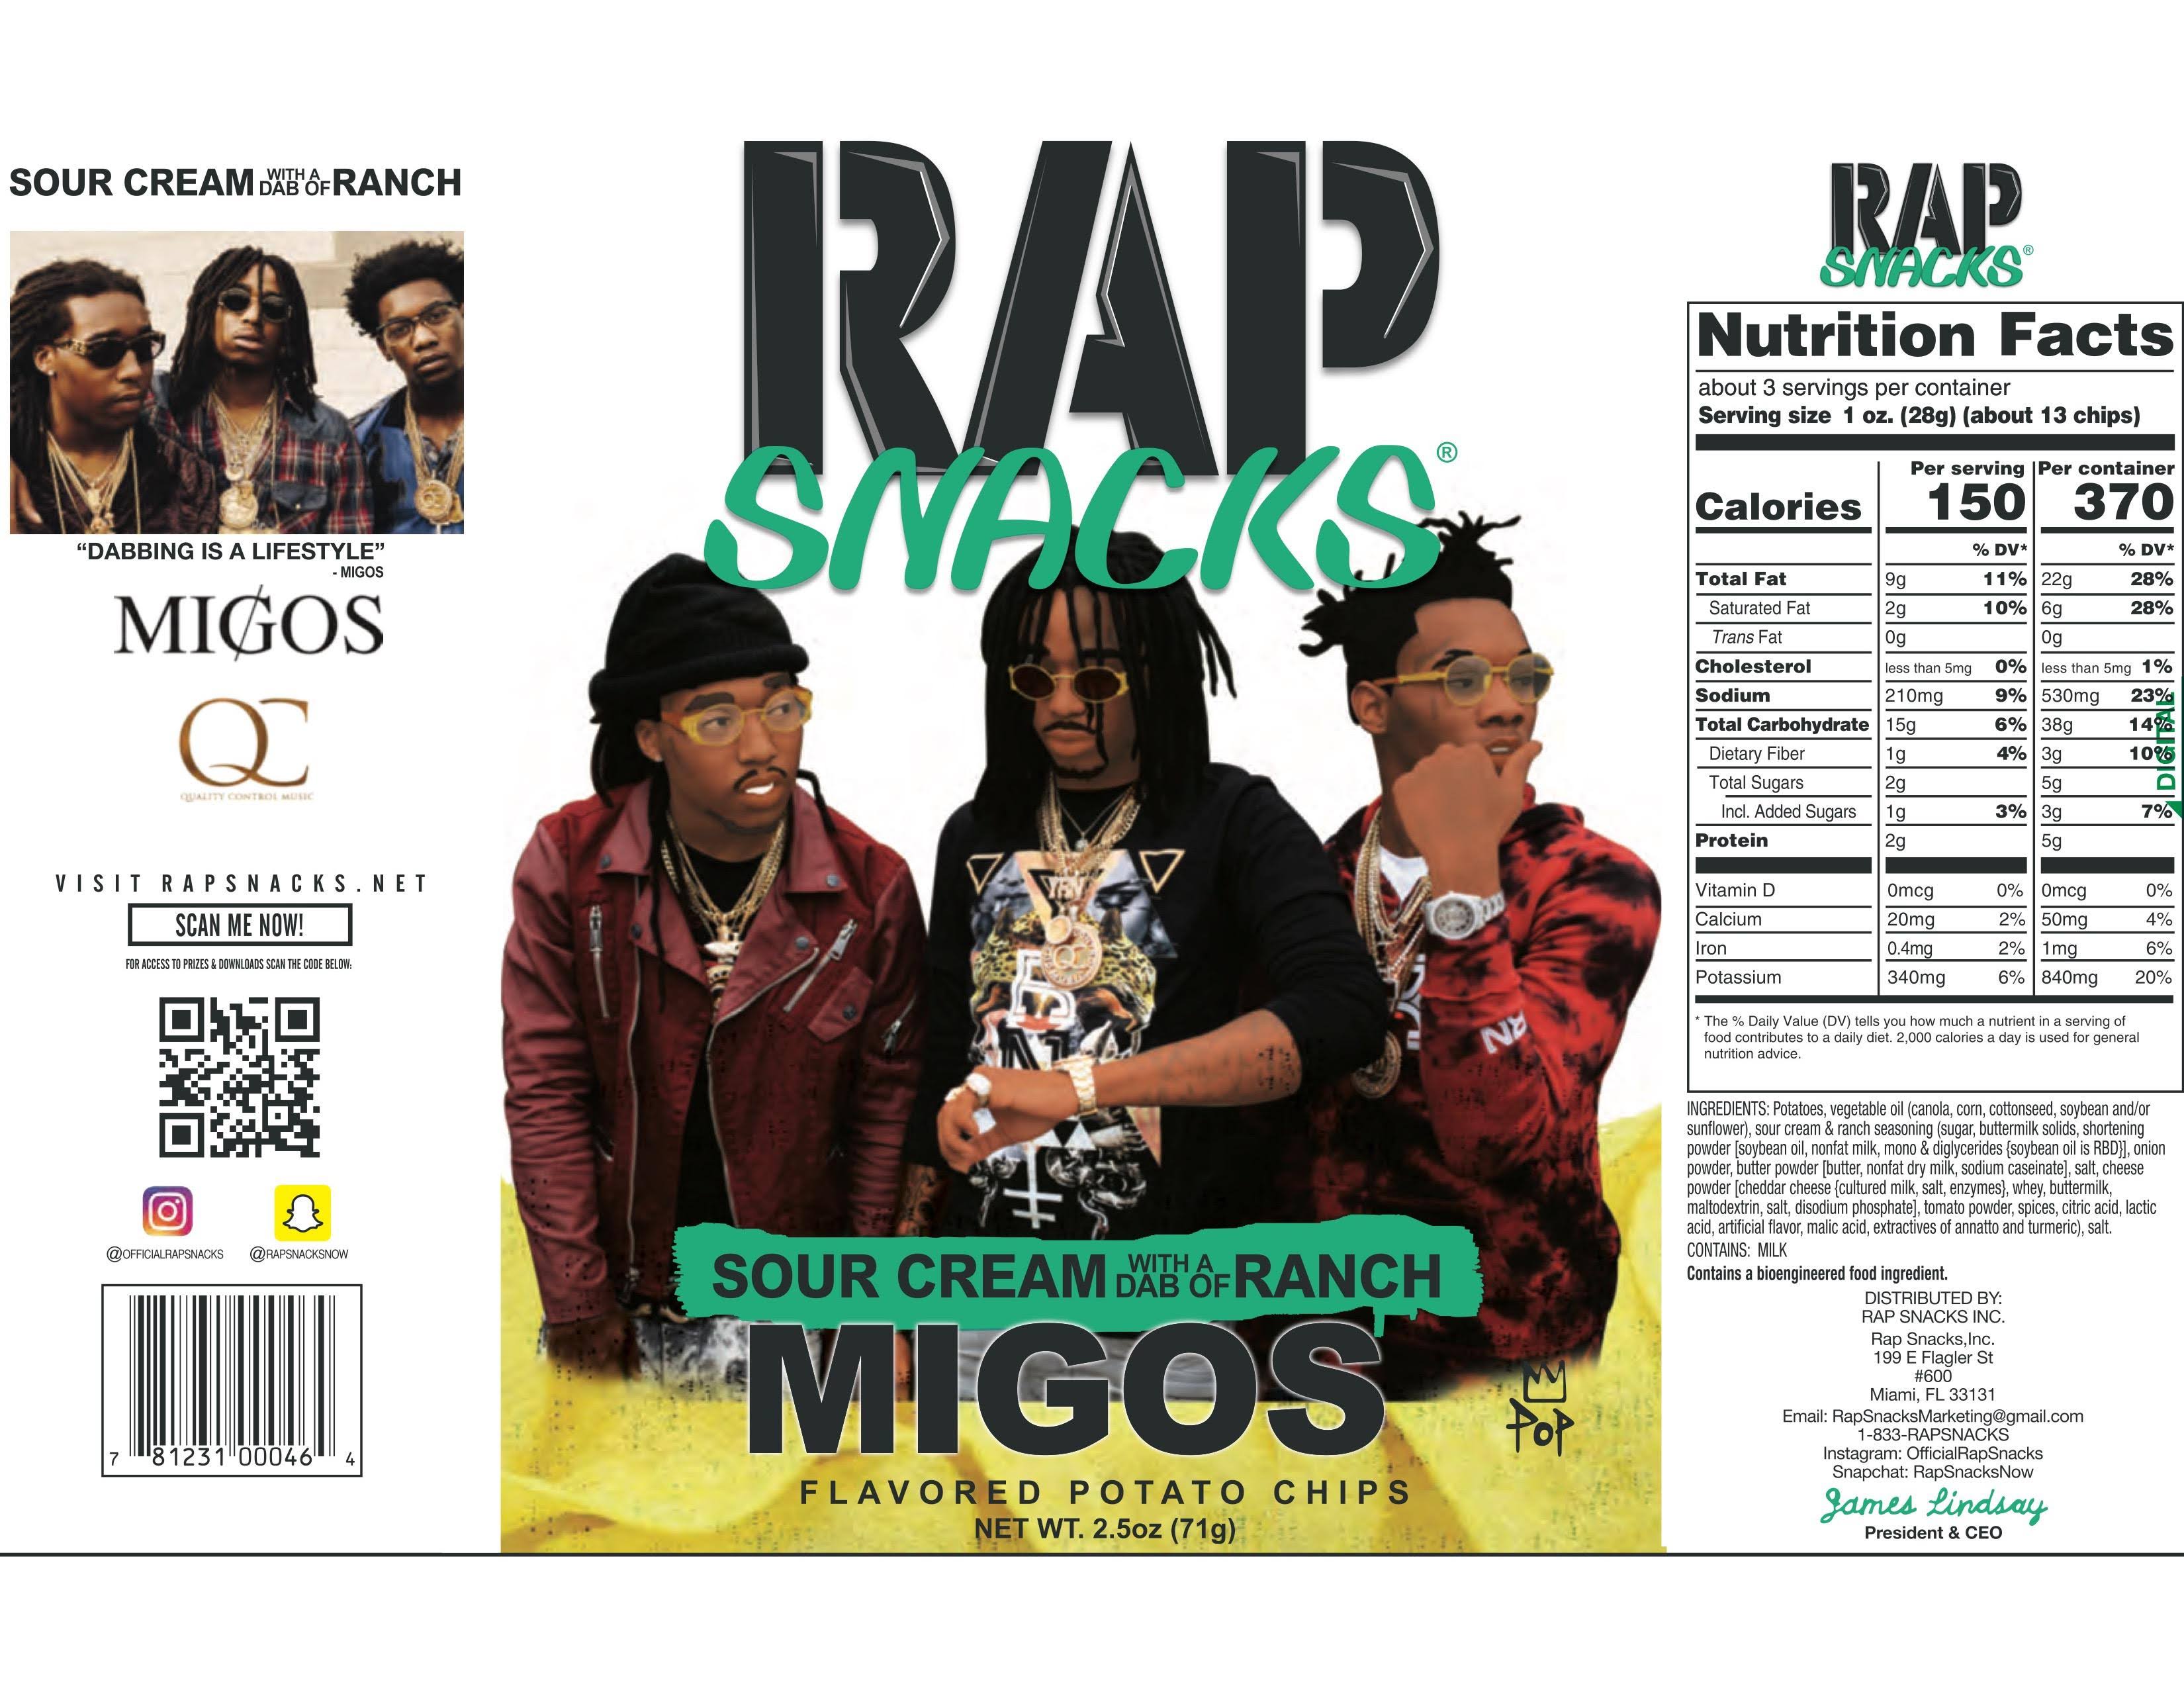 SOUR CREAM WITH A DAB OF RANCH
“DABBING IS A LIFESTYLE”
- MIGOS
MIGOS
QC
QUALITY CONTROL MUSIC
VISIT RAPSNACKS.NET
SCAN ME NOW!
FOR ACCESS TO PRIZES & DOWNLOADS SCAN THE CODE BELOW:
@OFFICIALRAPSNACKS @RAPSNACKSNOW
7 81231 00046 4
RAP
SNACKS®
QC
RN
SOUR CREAM WITH A DAB OF RANCH
MIGOS
POP
FLAVORED POTATO CHIPS
NET WT. 2.5oz (71g)
RAP
SNACKS®
Nutrition Facts
about 3 servings per container
Serving size 1 oz. (28g) (about 13 chips)
Per serving Per container
Calories 150 370
% DV* % DV*
Total Fat 9g 11% 22g 28%
Saturated Fat 2g 10% 6g 28%
Trans Fat 0g 0g
Cholesterol less than 5mg 0% less than 5mg 1%
Sodium 210mg 9% 530mg 23%
Total Carbohydrate 15g 6% 38g 14%
Dietary Fiber 1g 4% 3g 10%
Total Sugars 2g 5g
Incl. Added Sugars 1g 3% 3g 7%
Protein 2g 5g
Vitamin D 0mcg 0% 0mcg 0%
Calcium 20mg 2% 50mg 4%
Iron 0.4mg 2% 1mg 6%
Potassium 340mg 6% 840mg 20%
DIGITAL
* The % Daily Value (DV) tells you how much a nutrient in a serving of
food contributes to a daily diet. 2,000 calories a day is used for general
nutrition advice.
INGREDIENTS: Potatoes, vegetable oil (canola, corn, cottonseed, soybean and/or
sunflower), sour cream & ranch seasoning (sugar, buttermilk solids, shortening
powder [soybean oil, nonfat milk, mono & diglycerides {soybean oil is RBD}], onion
powder, butter powder [butter, nonfat dry milk, sodium caseinate], salt, cheese
powder [cheddar cheese {cultured milk, salt, enzymes}, whey, buttermilk,
maltodextrin, salt, disodium phosphate], tomato powder, spices, citric acid, lactic
acid, artificial flavor, malic acid, extractives of annatto and turmeric), salt.
CONTAINS: MILK
Contains a bioengineered food ingredient.
DISTRIBUTED BY:
RAP SNACKS INC.
Rap Snacks,Inc.
199 E Flagler St
#600
Miami, FL 33131
Email: RapSnacksMarketing@gmail.com
1-833-RAPSNACKS
Instagram: OfficialRapSnacks
Snapchat: RapSnacksNow
James Lindsay
President & CEO